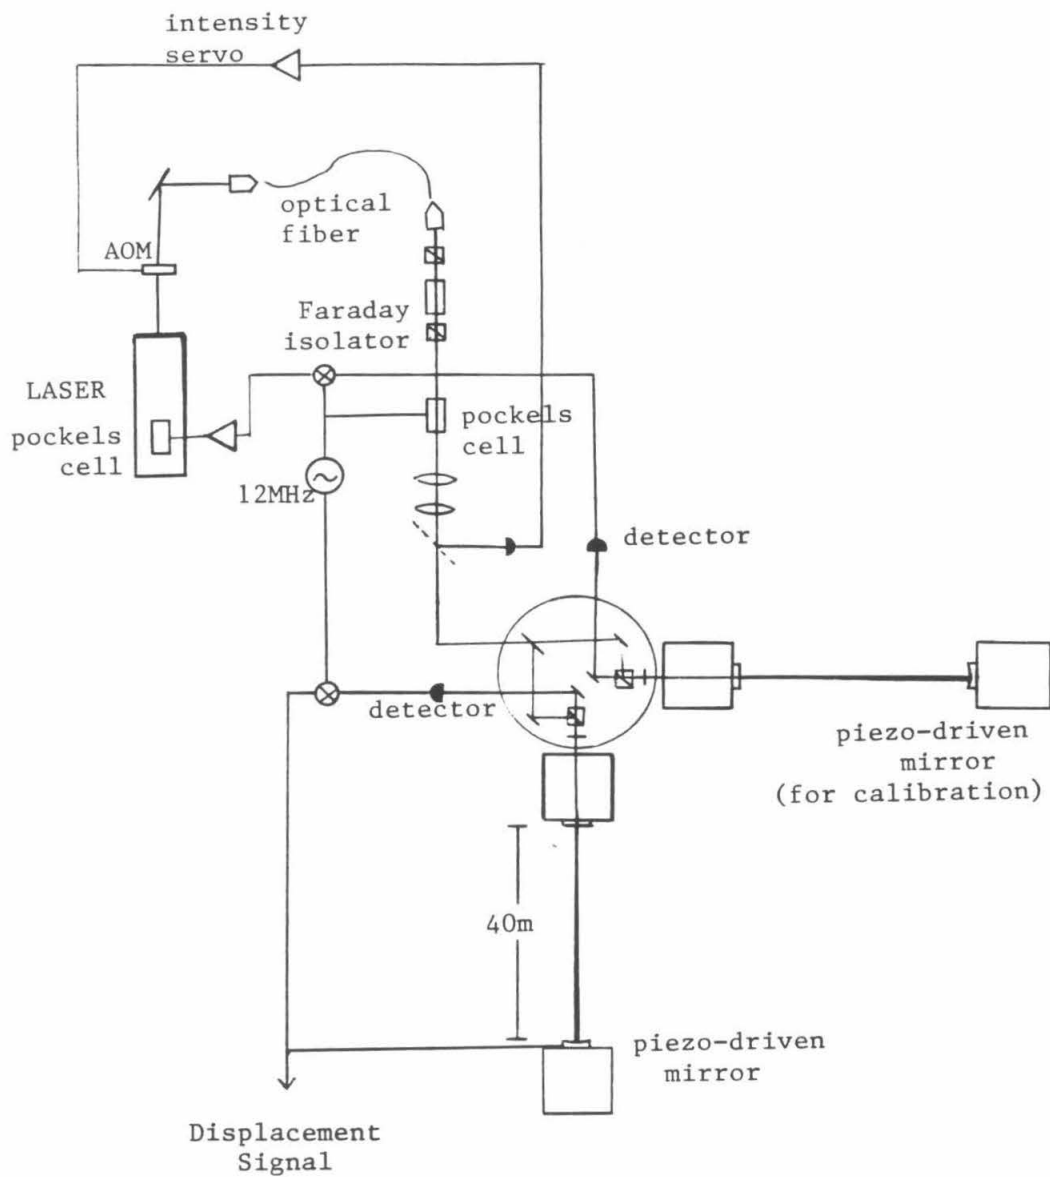 intensity
servo
optical
fiber
AOM
Faraday
isolator
LASER
pockels
cell
pockels
cell
12MHz
detector
detector
piezo-driven
mirror
(for calibration)
40m
piezo-driven
mirror
Displacement
Signal